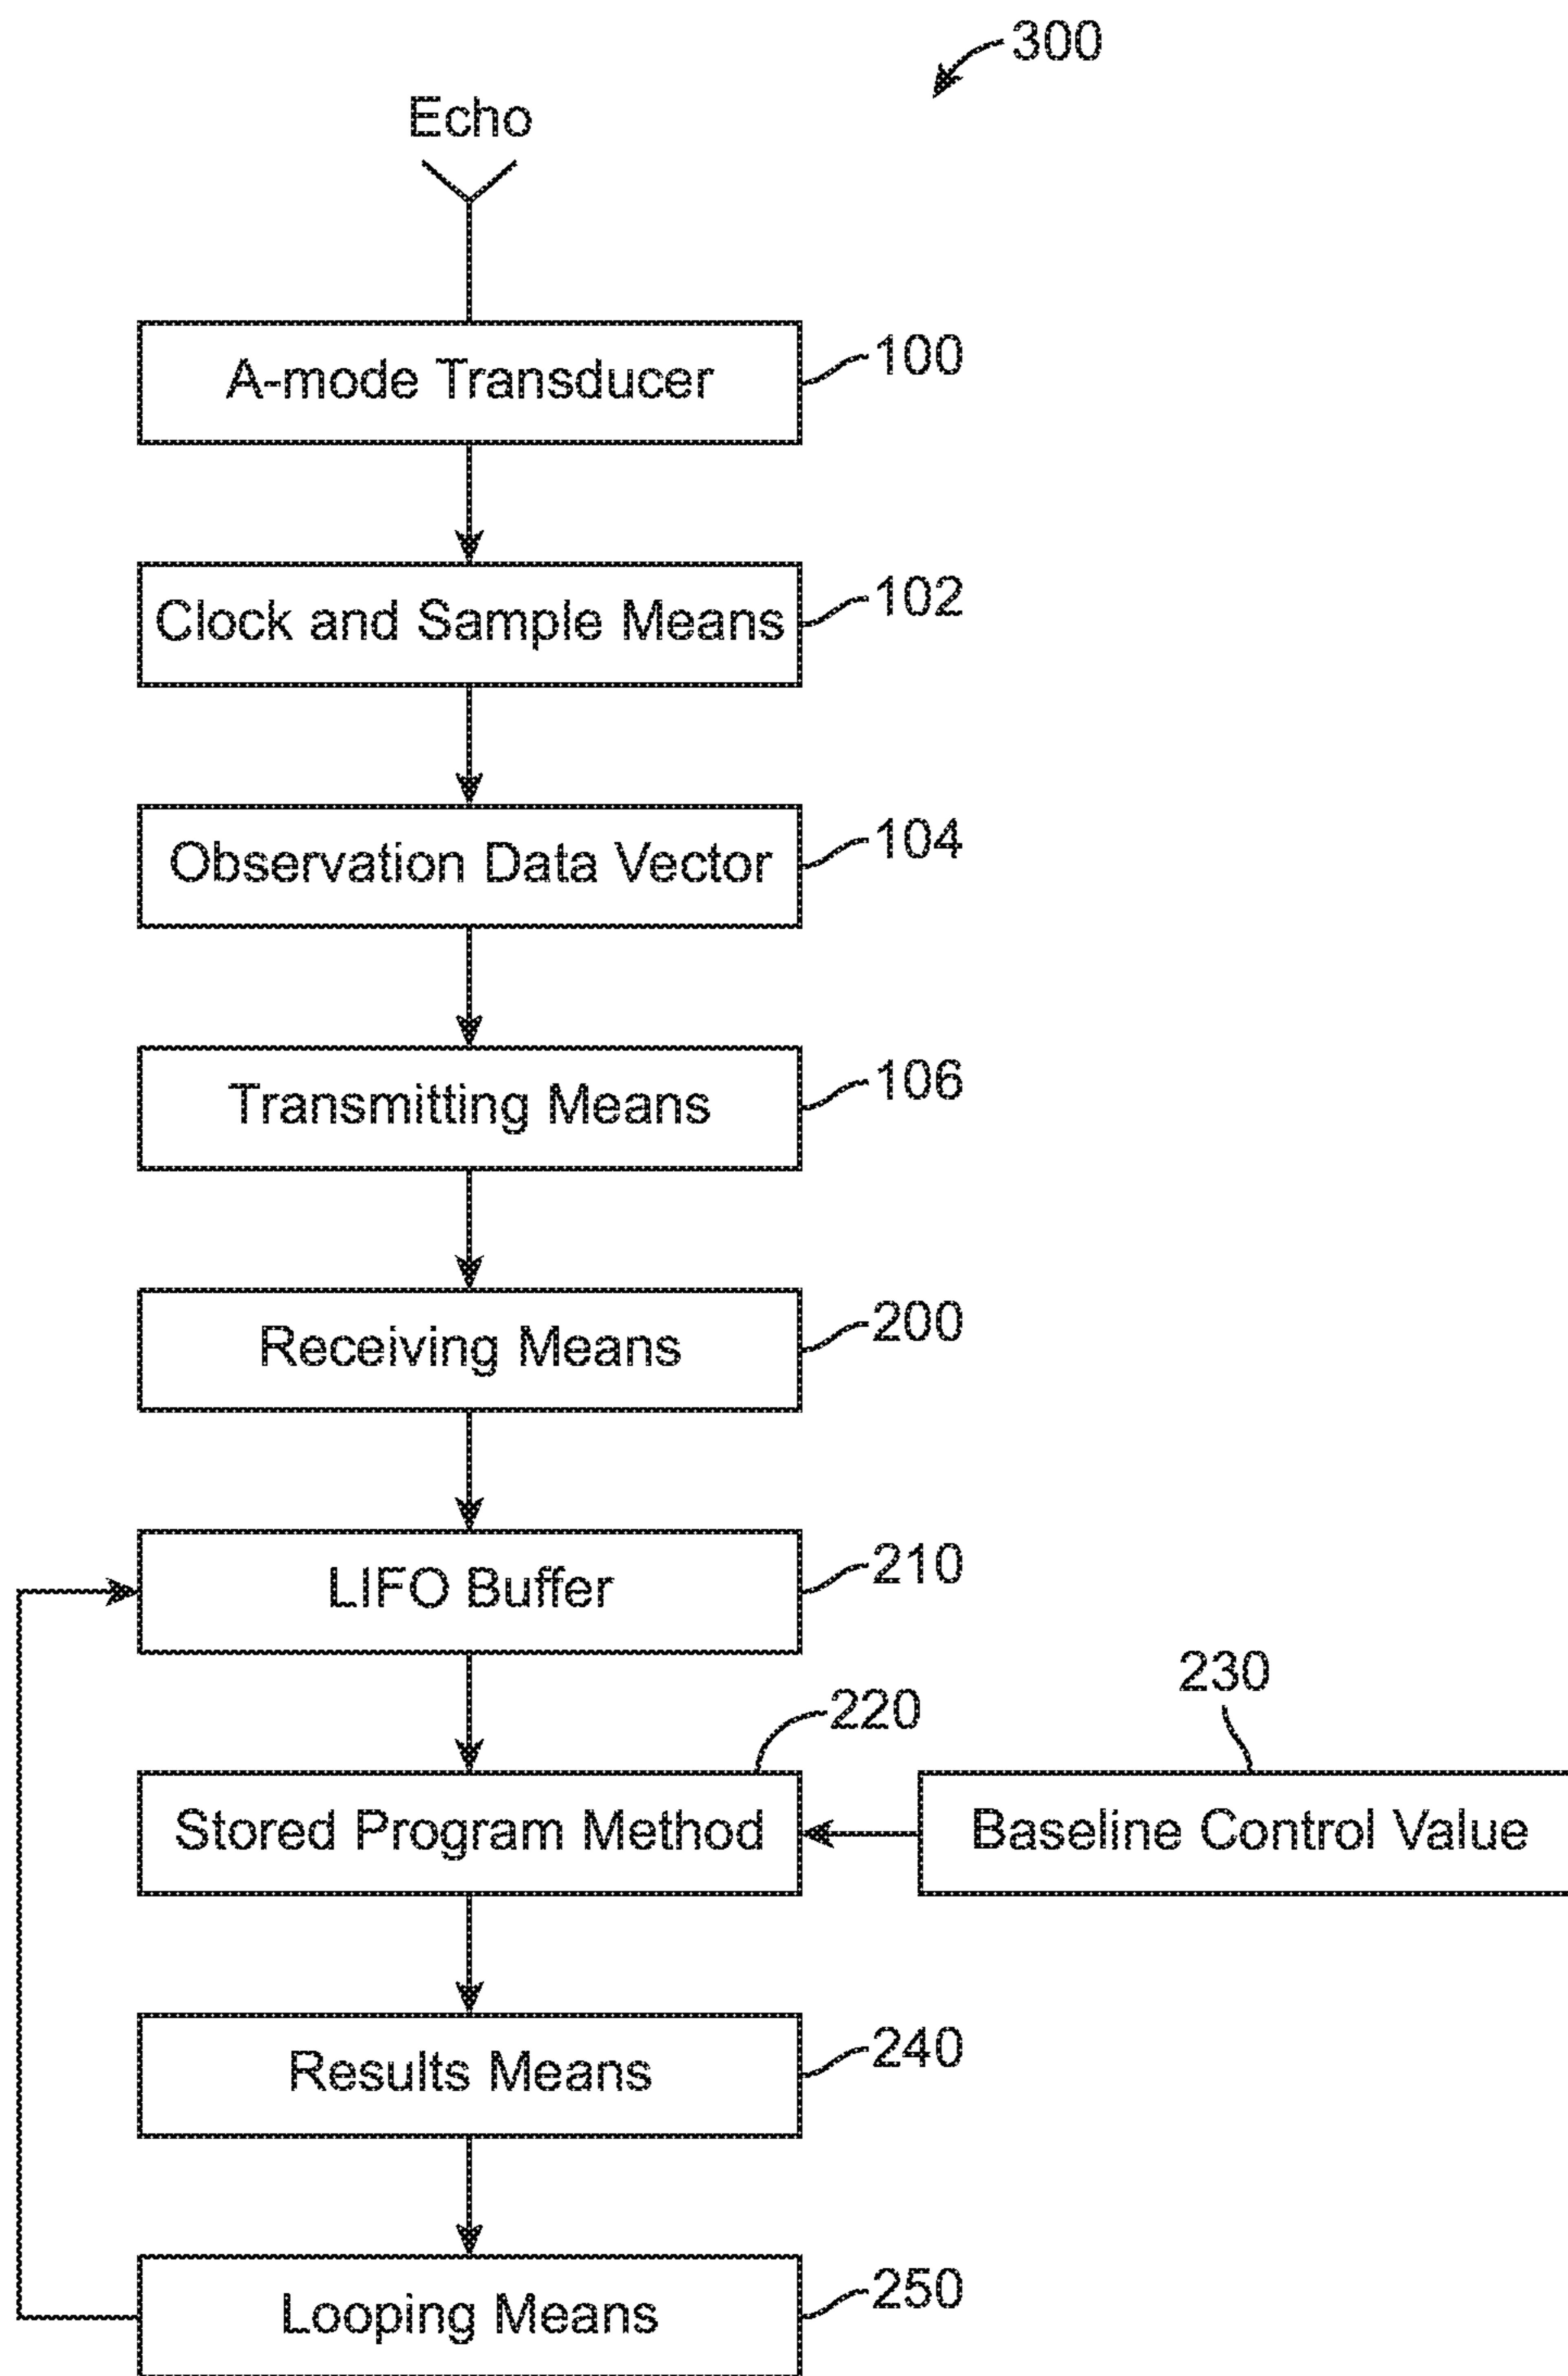 300
Echo
A-mode Transducer
100
Clock and Sample Means
102
Observation Data Vector
104
Transmitting Means
106
Receiving Means
200
LIFO Buffer
210
220
230
Stored Program Method
Baseline Control Value
Results Means
240
Looping Means
250